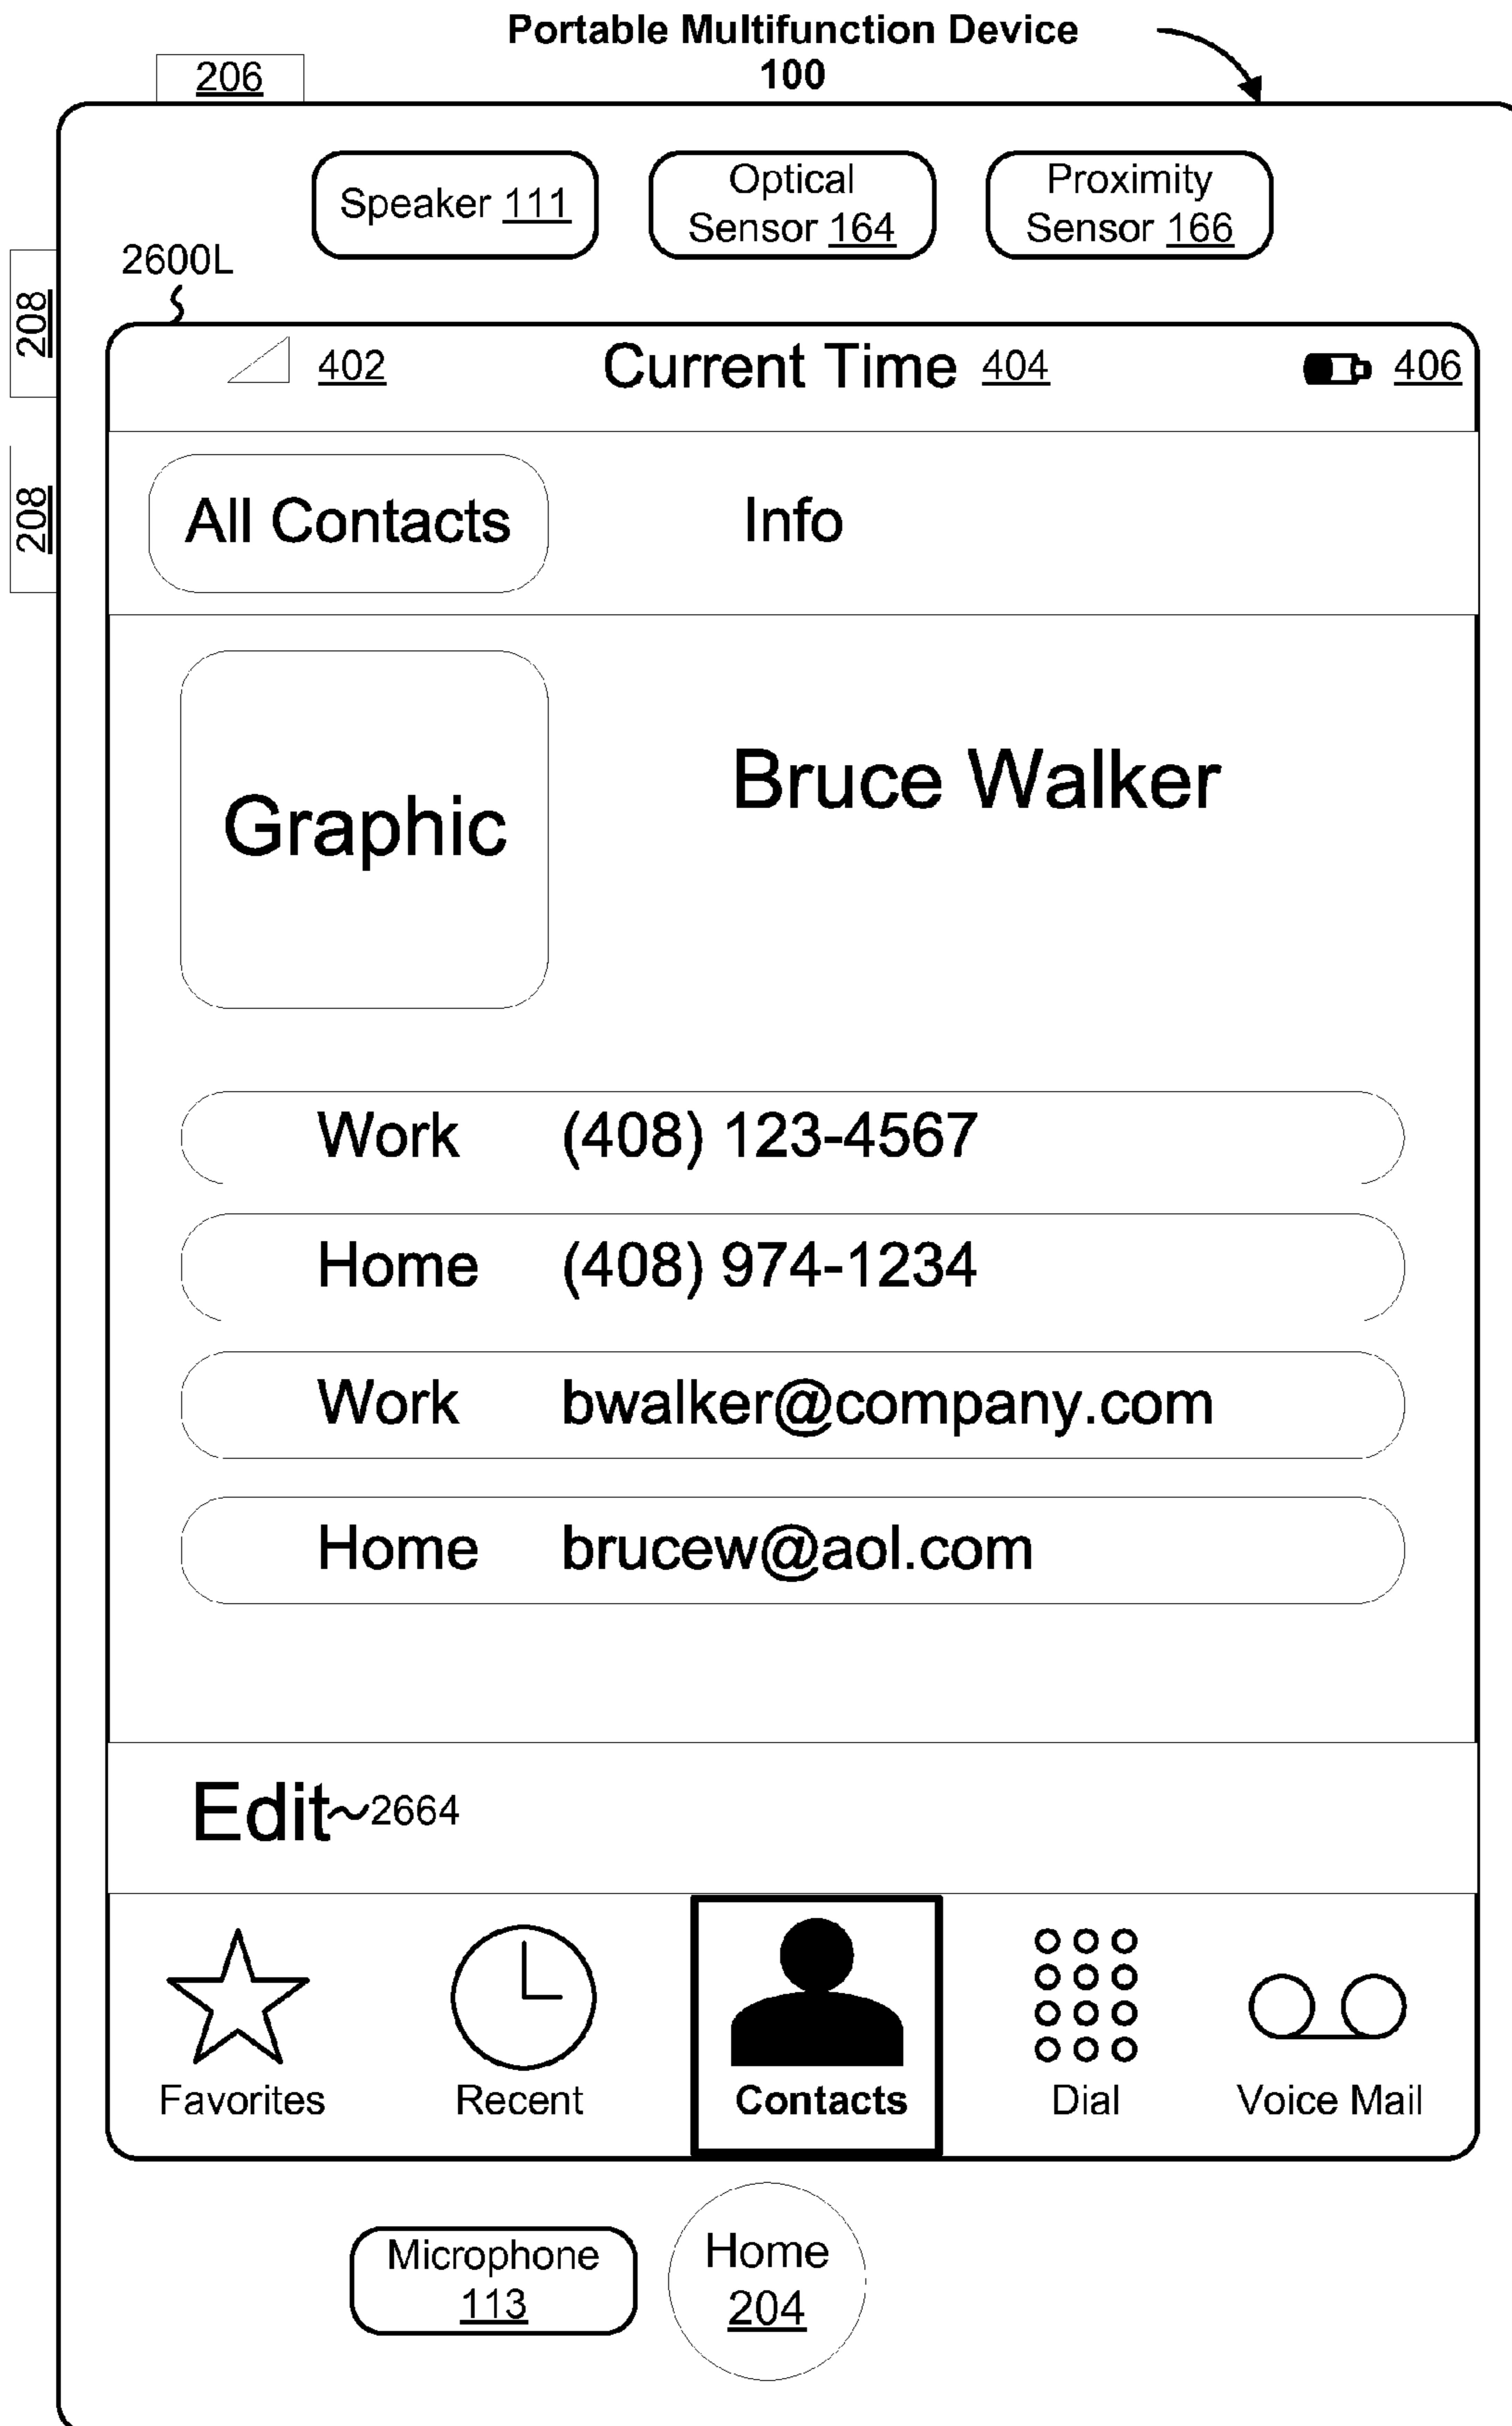 Portable Multifunction Device
100
206
Speaker 111
Optical
Sensor 164
Proximity
Sensor 166
2600L
208
402 Current Time 404 406
All Contacts Info
208
Bruce Walker
Graphic
Work (408) 123-4567
Home (408) 974-1234
Work bwalker@company.com
Home brucew@aol.com
Edit~2664
Favorites Recent Contacts Dial Voice Mail
Microphone
113
Home
204